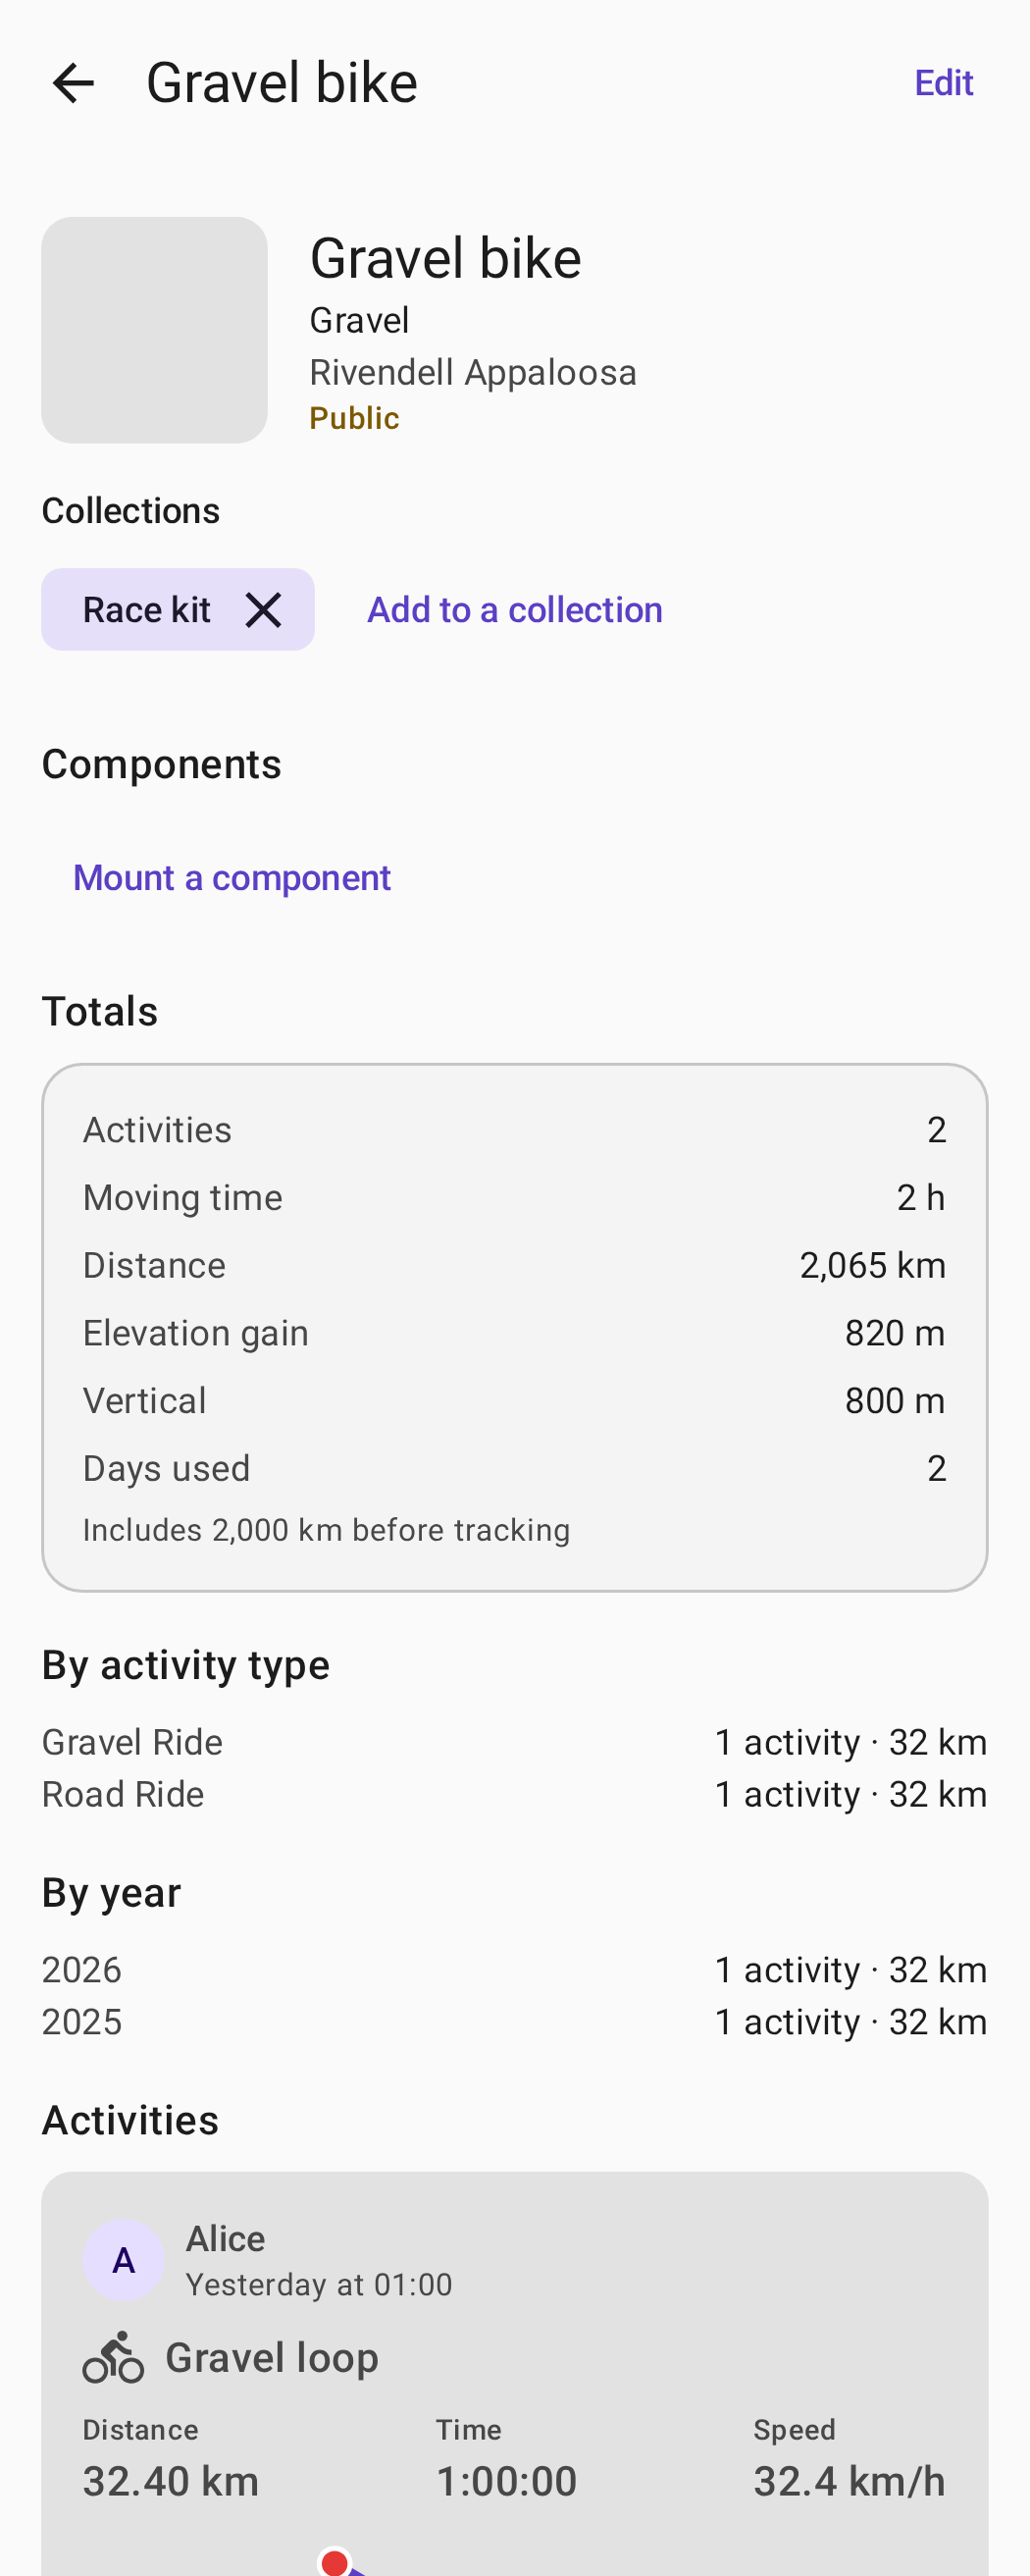 Gravel bike
Edit
Gravel bike
Gravel
Rivendell Appaloosa
Public
Collections
Race kit
Add to a collection
Components
Mount a component
Totals
Activities 2
Moving time 2 h
Distance 2,065 km
Elevation gain 820 m
Vertical 800 m
Days used 2
Includes 2,000 km before tracking
By activity type
Gravel Ride 1 activity · 32 km
Road Ride 1 activity · 32 km
By year
2026 1 activity · 32 km
2025 1 activity · 32 km
Activities
A
Alice
Yesterday at 01:00
Gravel loop
Distance Time Speed
32.40 km 1:00:00 32.4 km/h